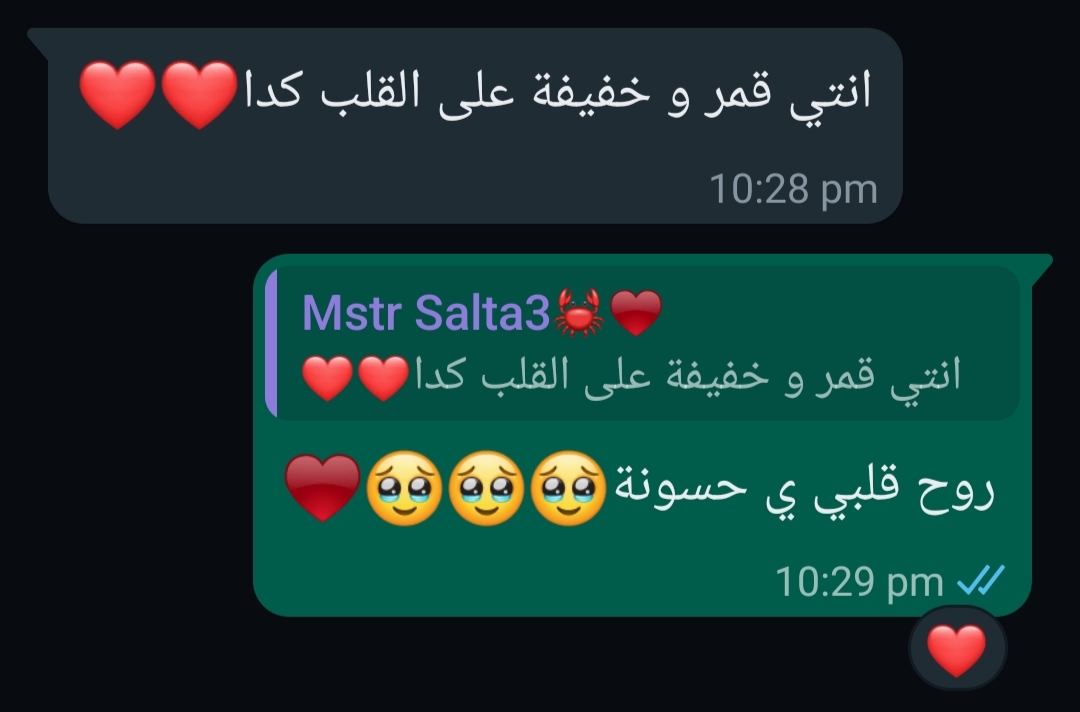 انتي قمر و خفيفة على القلب كدا❤️❤️
10:28 pm
Mstr Salta3🦀♥️
انتي قمر و خفيفة على القلب كدا❤️❤️
روح قلبي ي حسونة🥹🥹🥹♥️
10:29 pm
❤️